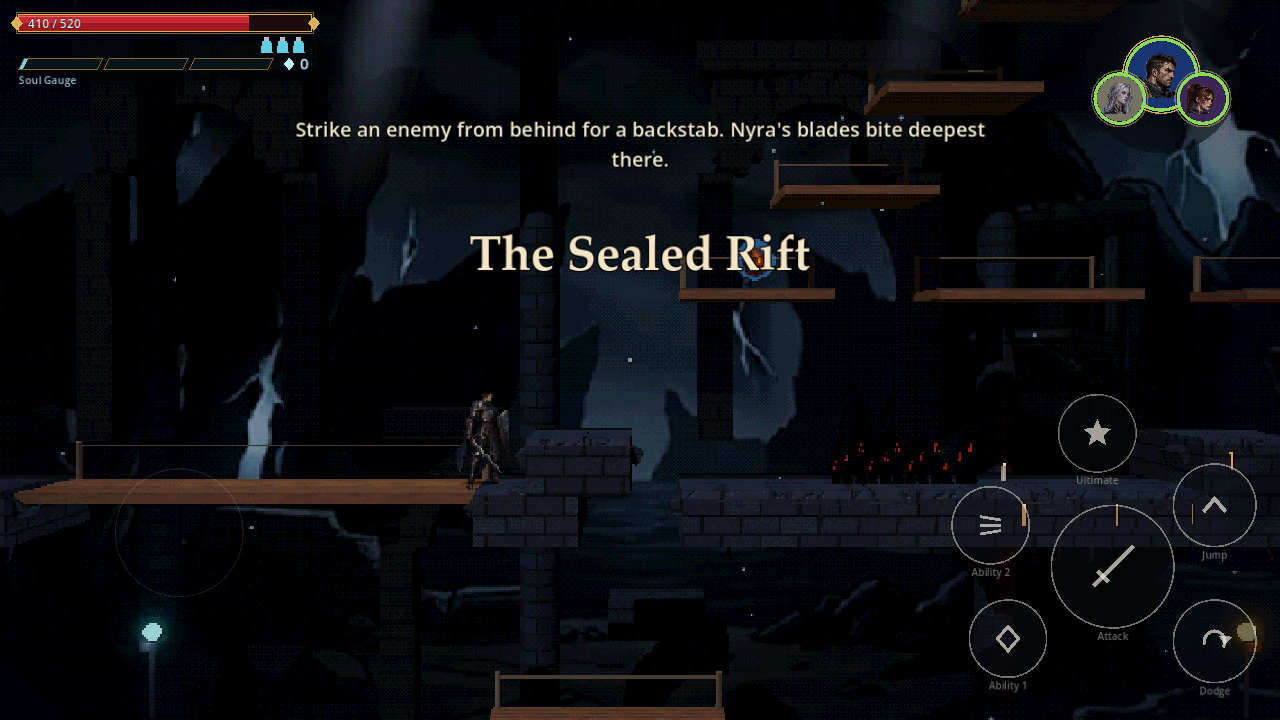 410 / 520
0
Soul Gauge
Strike an enemy from behind for a backstab. Nyra's blades bite deepest
there.
The Sealed Rift
Ultimate
Ability 2
Jump
Attack
Ability 1
Dodge